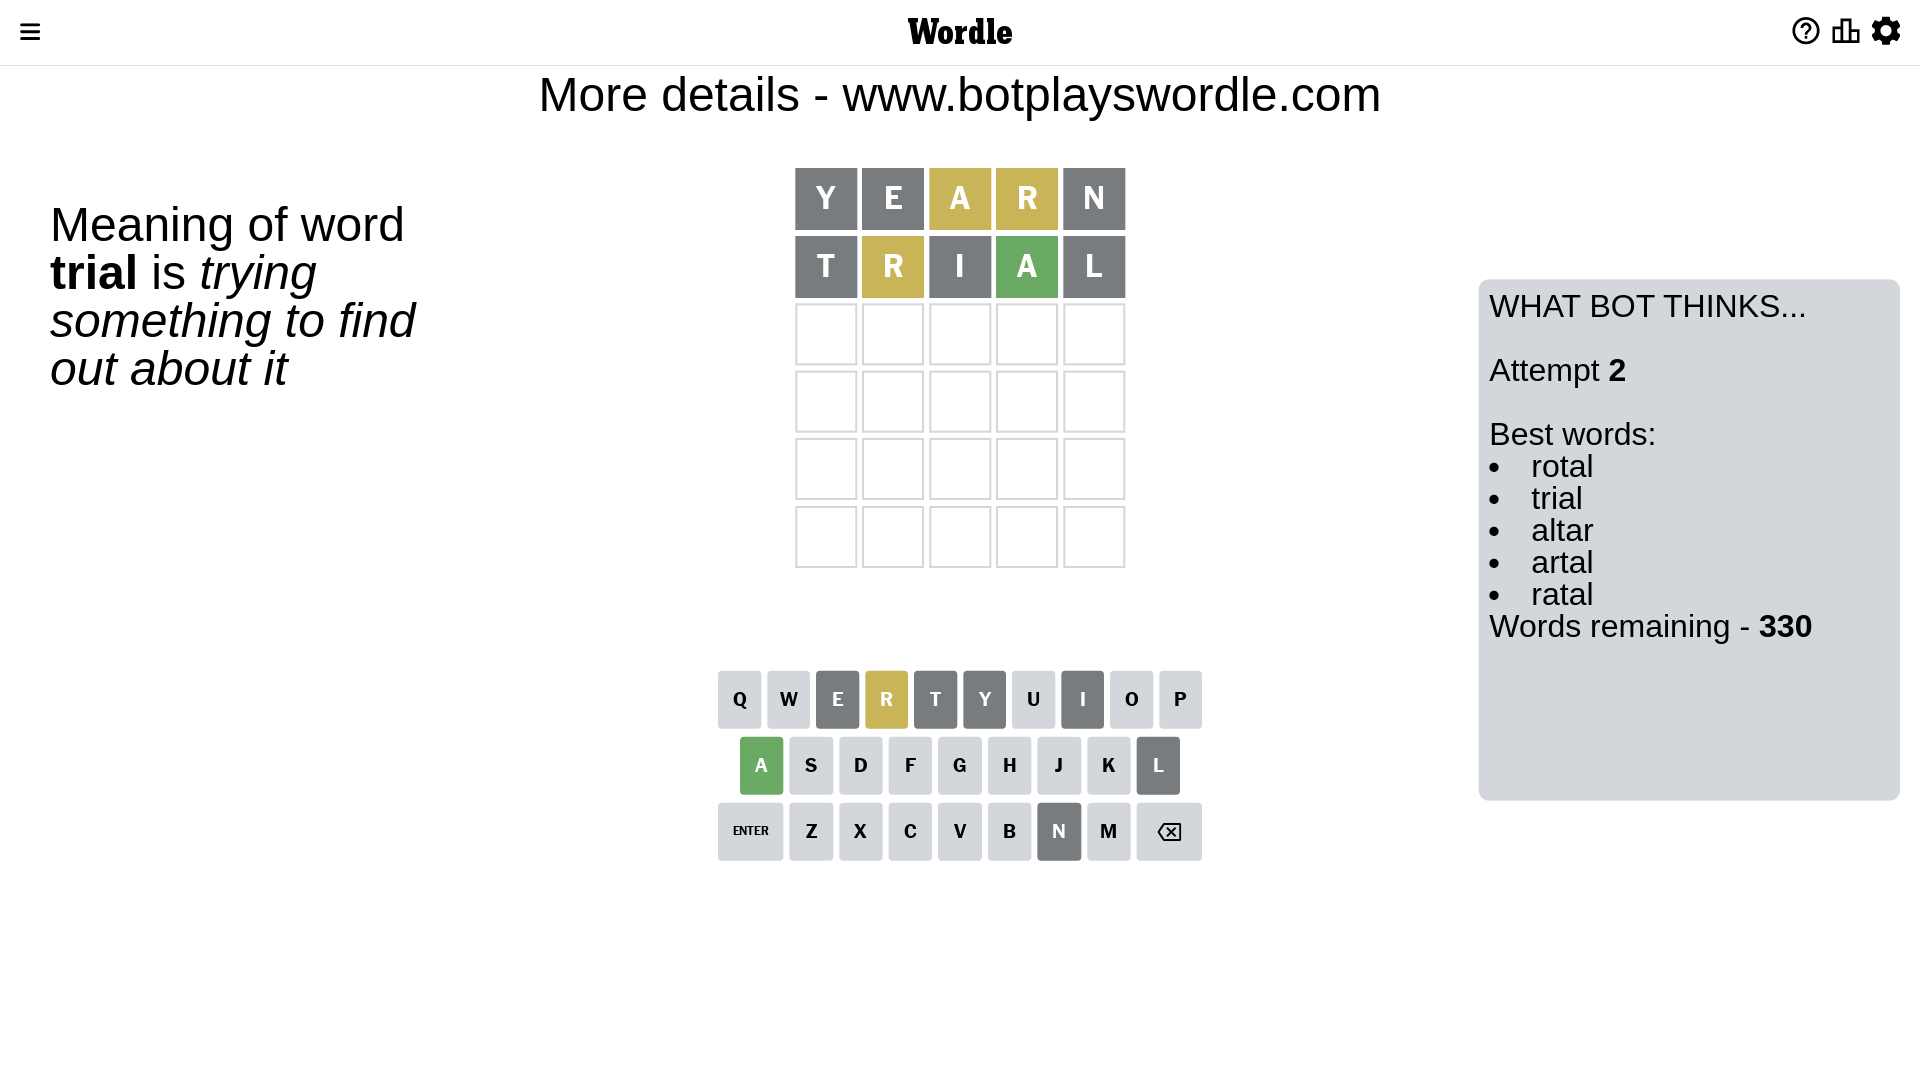 Wordle
More details - www.botplayswordle.com
Meaning of word
trial is trying
something to find
out about it
Y E A R N
T R I A L
WHAT BOT THINKS...
Attempt 2
Best words:
• rotal
• trial
• altar
• artal
• ratal
Words remaining - 330
Q W E R T Y U I O P
A S D F G H J K L
ENTER Z X C V B N M